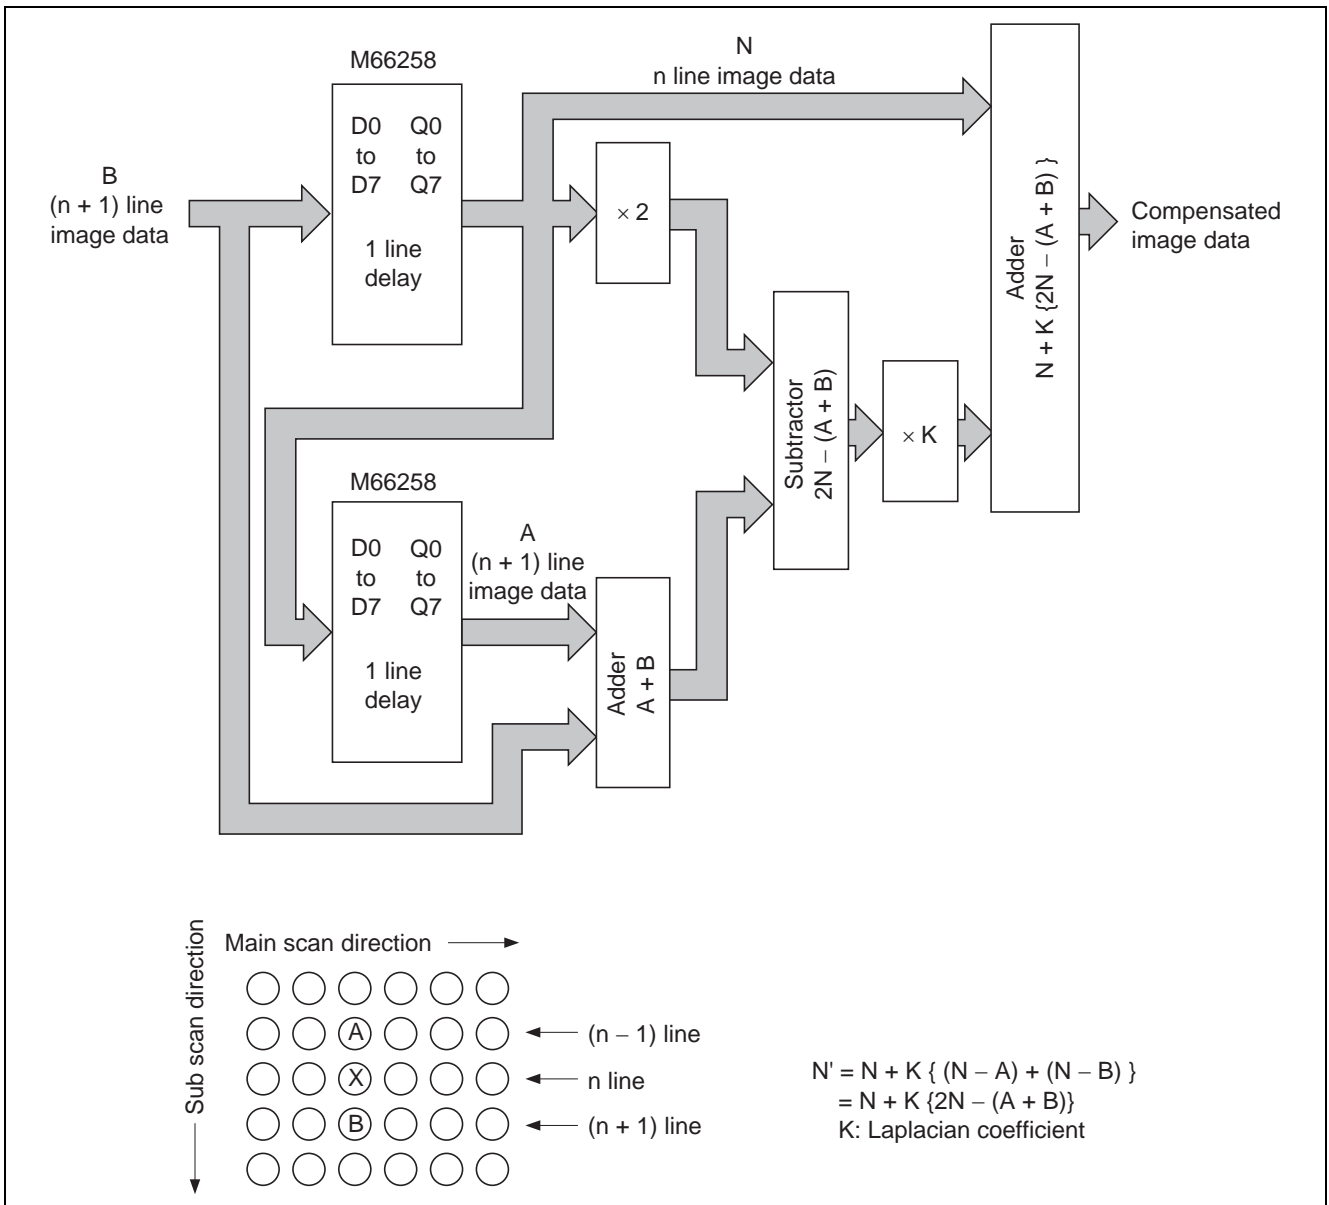 M66258
D0 Q0
to to
D7 Q7
1 line
delay
N
n line image data
B
(n + 1) line
image data
× 2
Adder
N + K {2N − (A + B) }
Compensated
image data
Subtractor
2N − (A + B)
× K
M66258
D0 Q0
to to
D7 Q7
1 line
delay
A
(n + 1) line
image data
Adder
A + B
Sub scan direction
Main scan direction
A
(n − 1) line
X
n line
B
(n + 1) line
N' = N + K { (N − A) + (N − B) }
= N + K {2N − (A + B)}
K: Laplacian coefficient